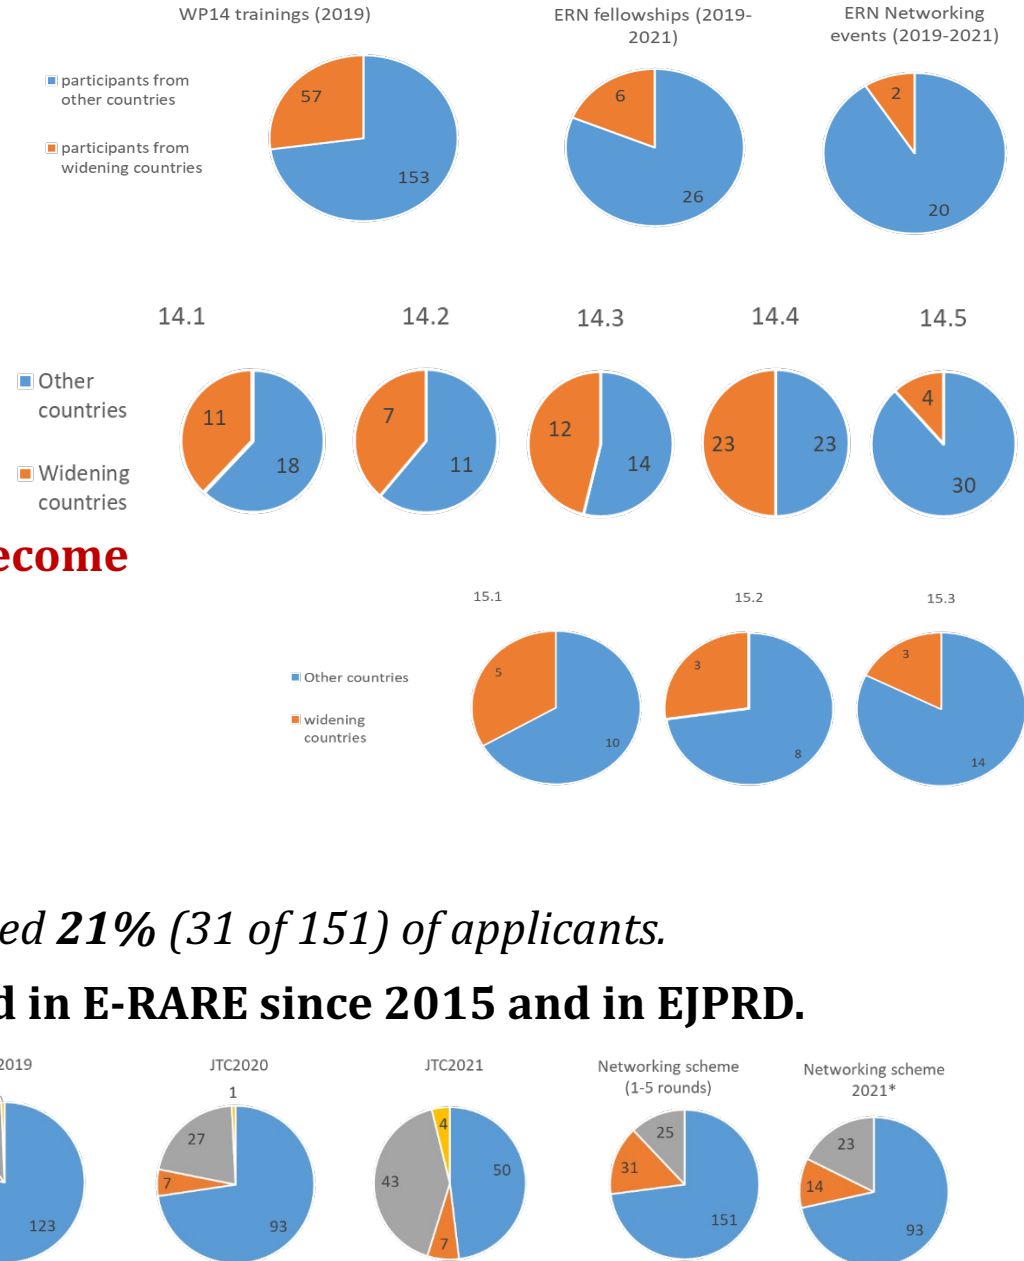 WP14 trainings (2019)
ERN fellowships (2019-
2021)
ERN Networking
events (2019-2021)
participants from
other countries
participants from
widening countries
57
153
6
26
2
20
14.1
14.2
14.3
14.4
14.5
Other
countries
Widening
countries
11
18
7
11
12
14
23
23
4
30
ecome
15.1
15.2
15.3
Other countries
widening
countries
5
10
3
8
3
14
ed 21% (31 of 151) of applicants.
d in E-RARE since 2015 and in EJPRD.
2019
JTC2020
JTC2021
Networking scheme
(1-5 rounds)
Networking scheme
2021*
123
1
27
7
93
4
43
50
7
25
31
151
23
14
93